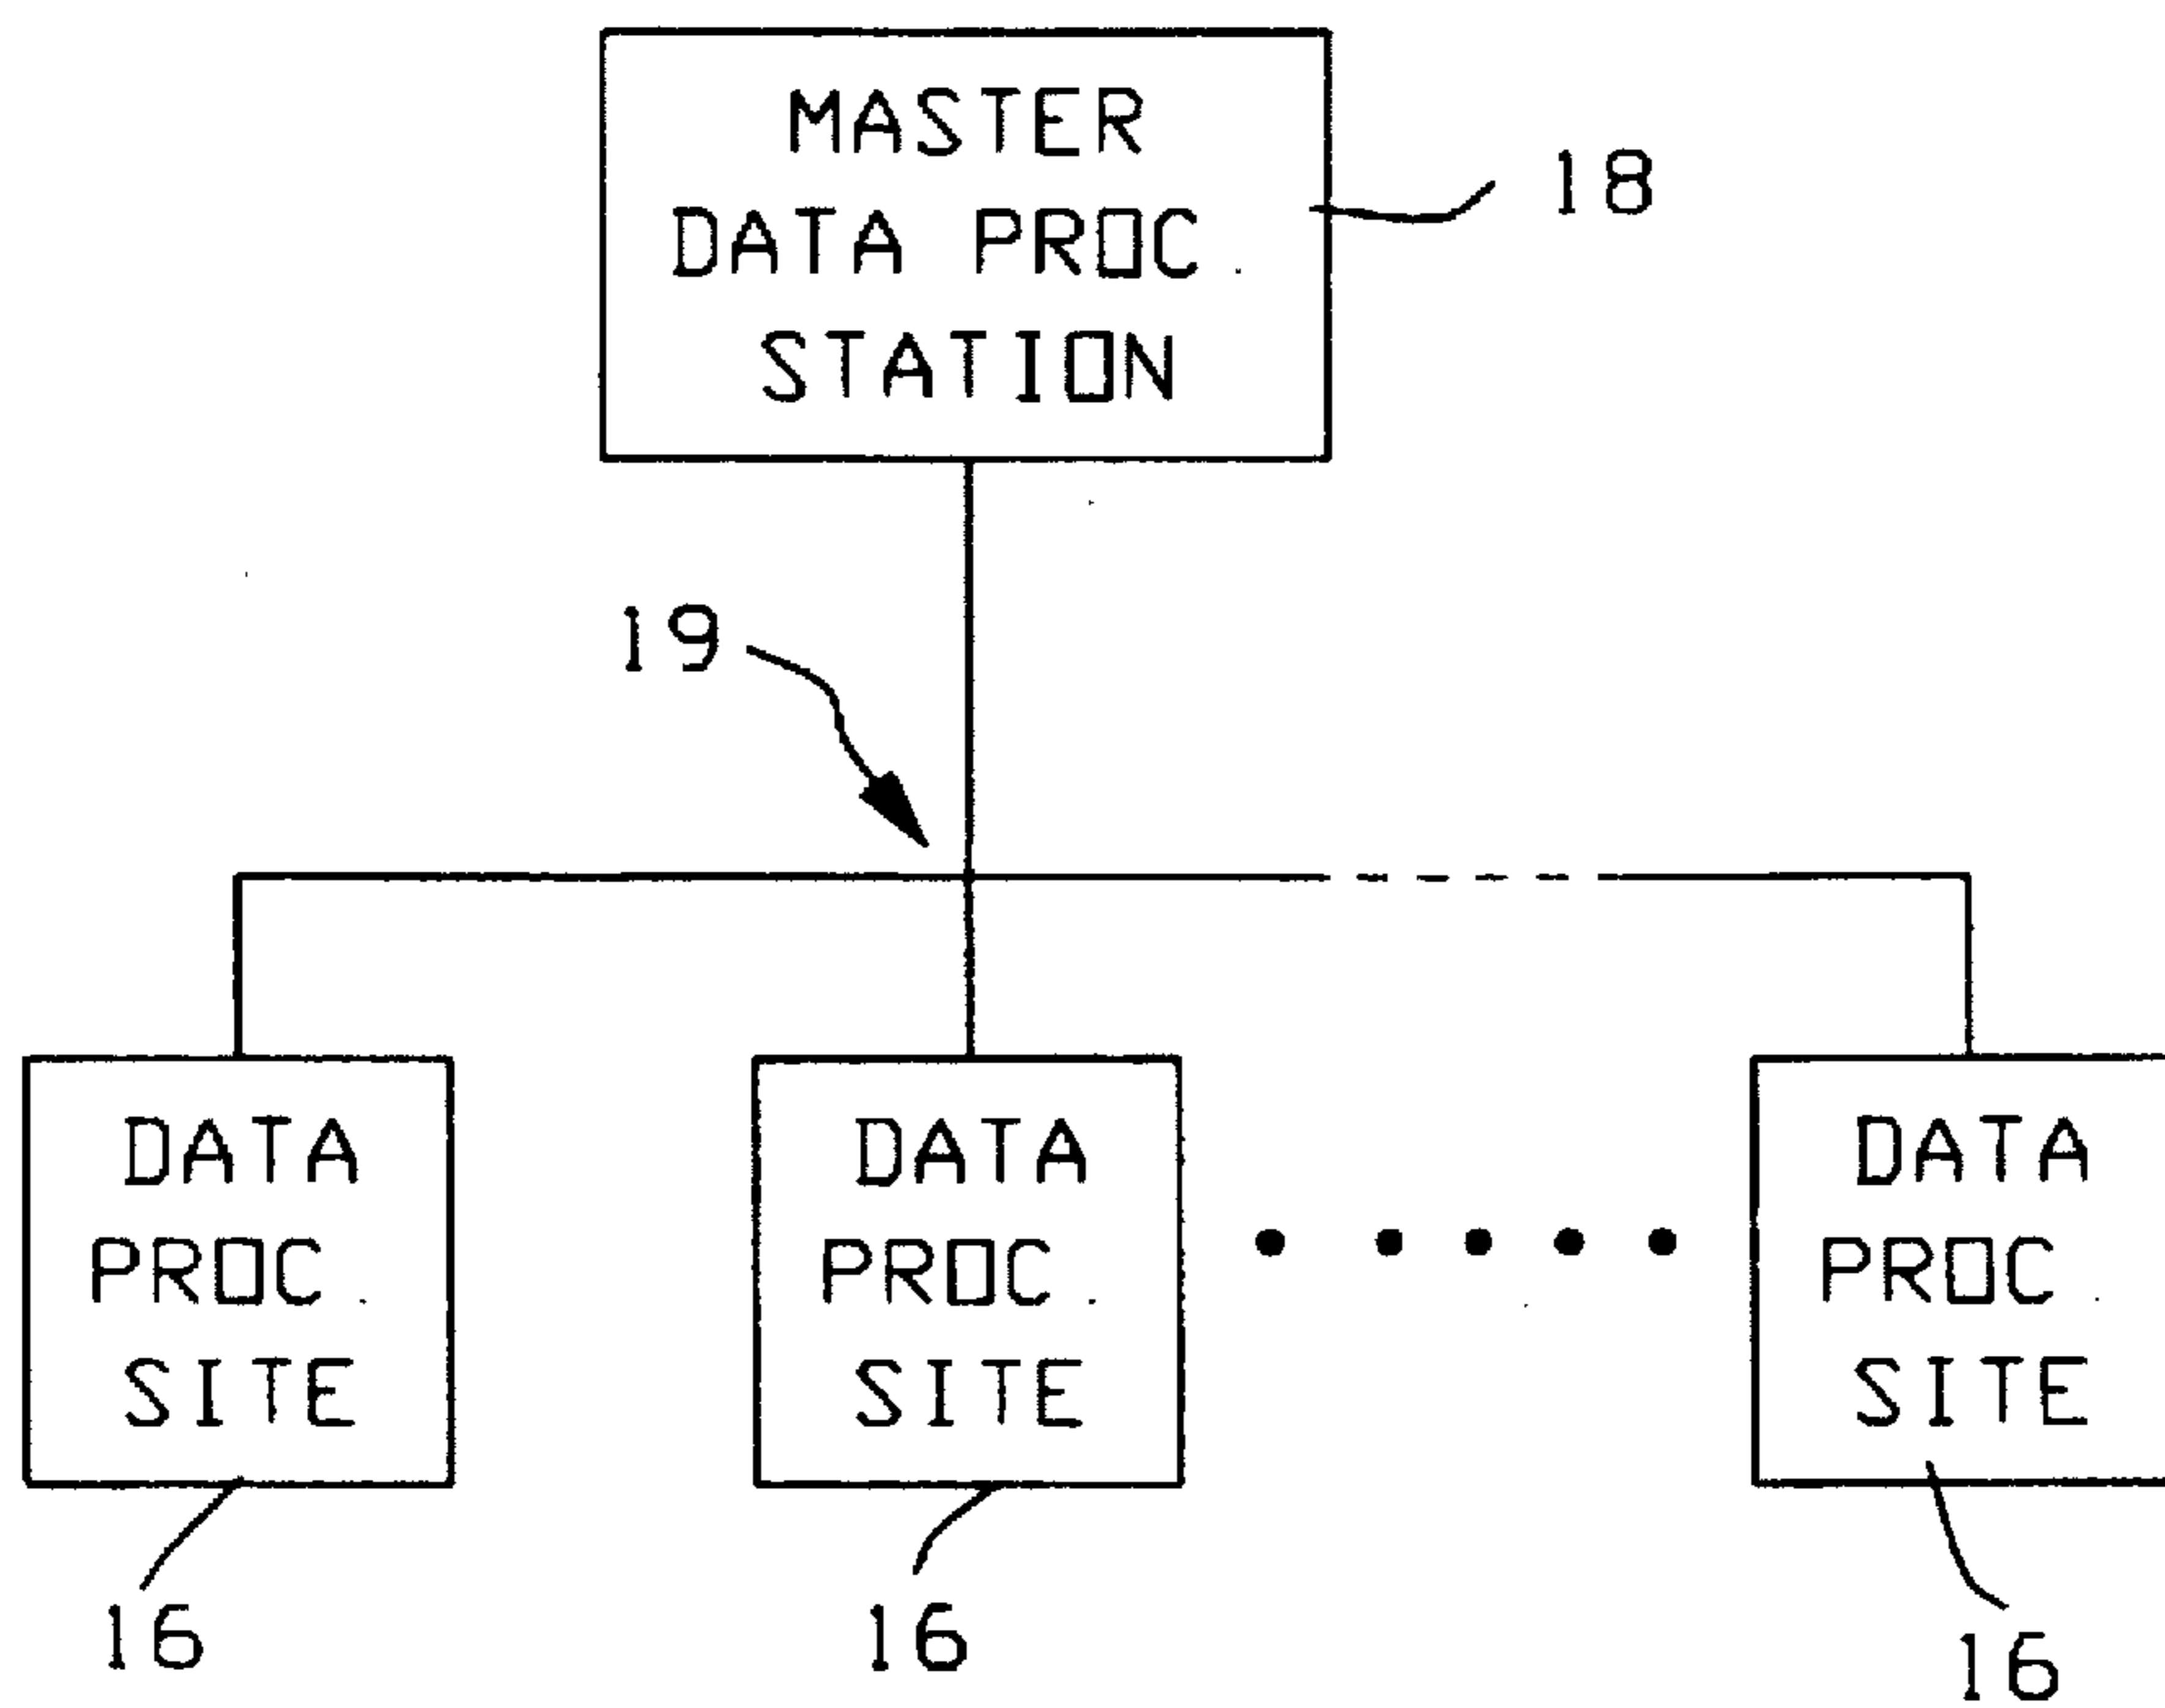 MASTER
DATA PROC.
STATION
18
19
DATA
PROC.
SITE
DATA
PROC.
SITE
DATA
PROC.
SITE
16
16
16